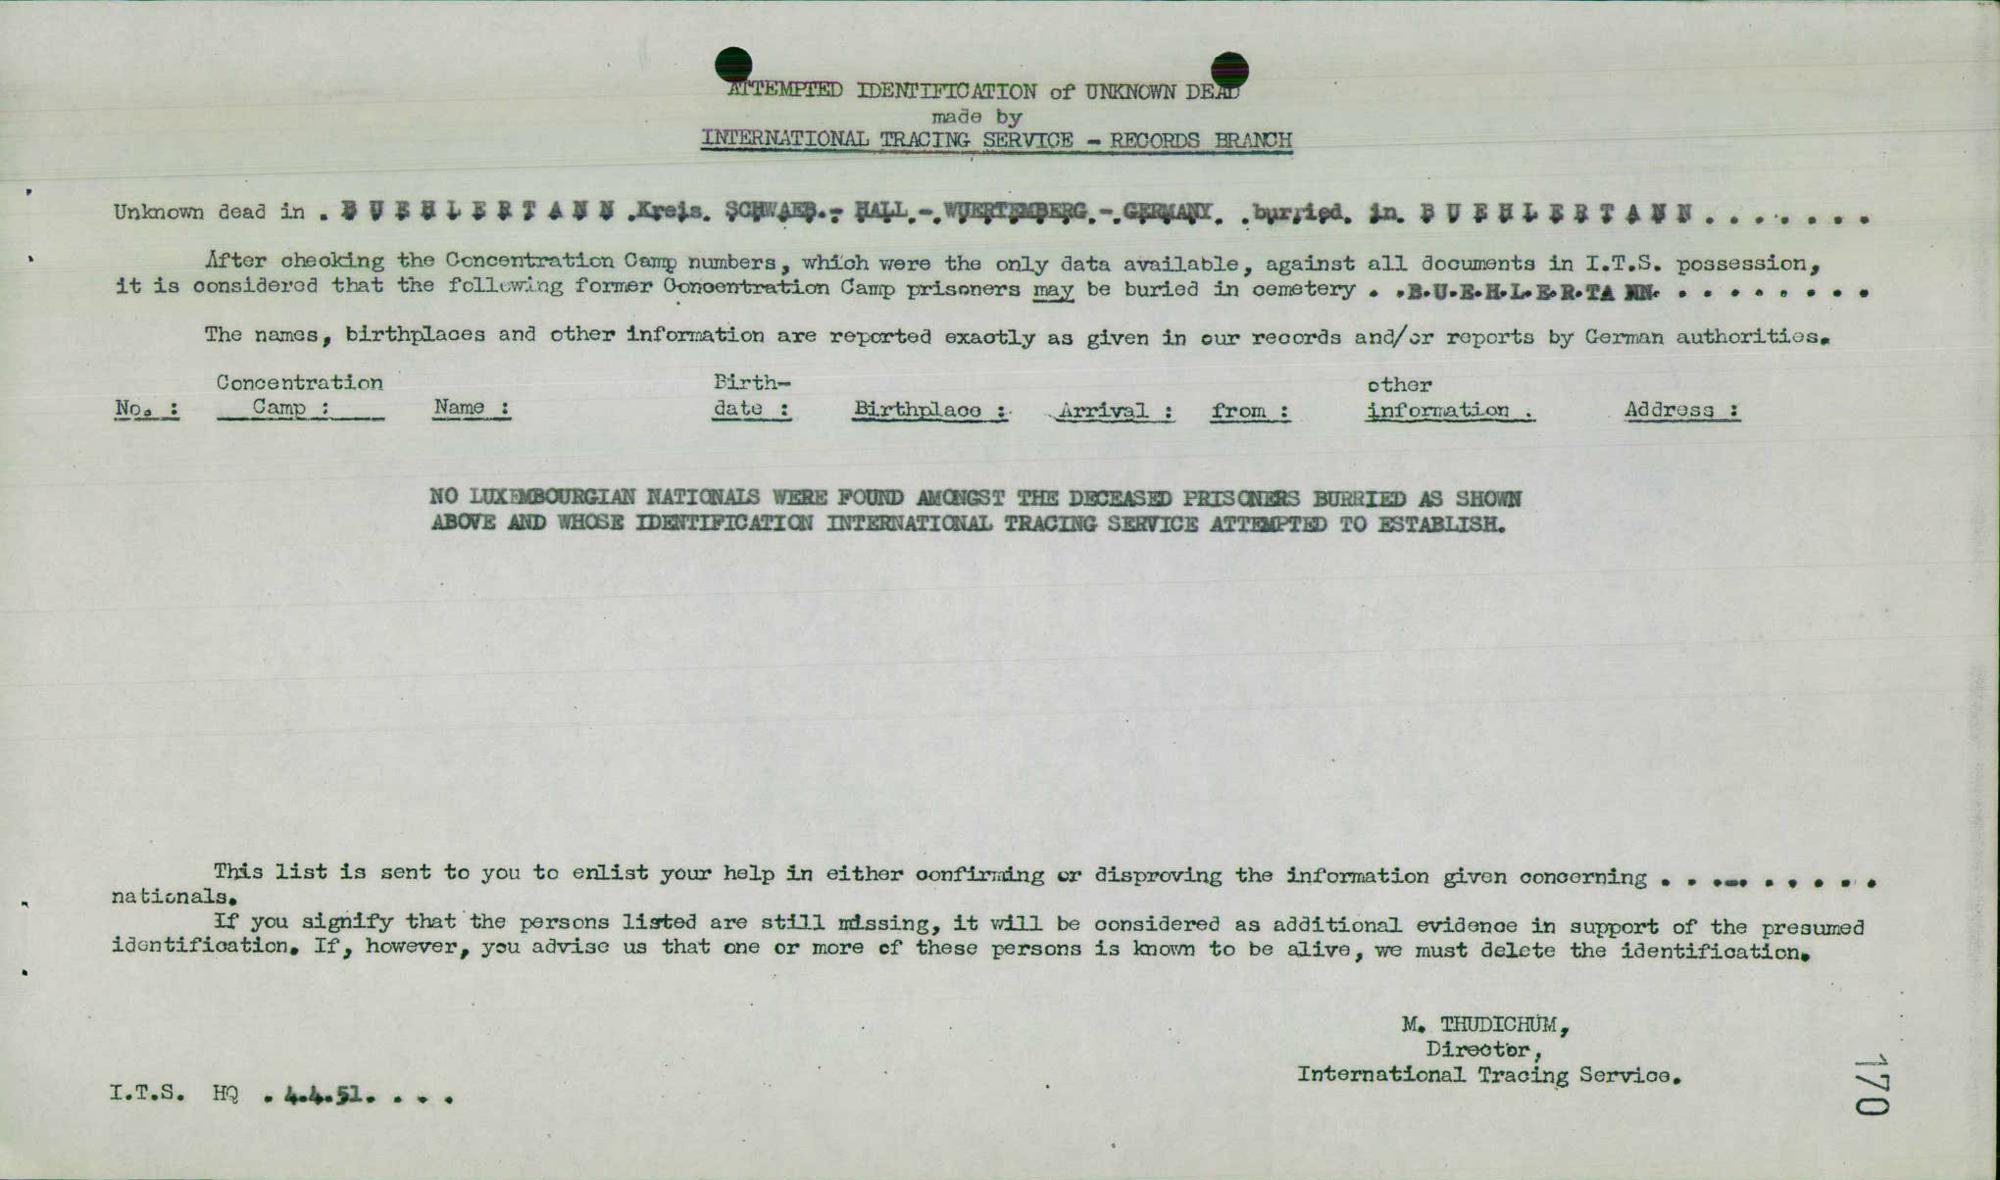 ATTEMPTED IDENTIFICATION of UNKNOWN DEAD
made by
INTERNATIONAL TRACING SERVICE - RECORDS BRANCH
Unknown dead in . B U E H L E R T A N N .Kreis. SCHWAEB.- HALL.-.WUERTEMBERG.-.GERMANY. .burried. in. B U E H L E R T A N N . . . . . . .
After checking the Concentration Camp numbers, which were the only data available, against all documents in I.T.S. possession,
it is considered that the following former Concentration Camp prisoners may be buried in cemetery . .B.U.E.H.L.E.R.TA NN. . . . . . . . .
The names, birthplaces and other information are reported exactly as given in our records and/or reports by German authorities.
Concentration Birth- other
No. : Camp : Name : date : Birthplace : Arrival : from : information : Address :
NO LUXEMBOURGIAN NATIONALS WERE FOUND AMONGST THE DECEASED PRISONERS BURRIED AS SHOWN
ABOVE AND WHOSE IDENTIFICATION INTERNATIONAL TRACING SERVICE ATTEMPTED TO ESTABLISH.
This list is sent to you to enlist your help in either confirming or disproving the information given concerning . . .-. . . . . .
nationals.
If you signify that the persons listed are still missing, it will be considered as additional evidence in support of the presumed
identification. If, however, you advise us that one or more of these persons is known to be alive, we must delete the identification.
M. THUDICHUM,
Director,
International Tracing Service.
I.T.S. HQ . 4.4.51. . . .
170